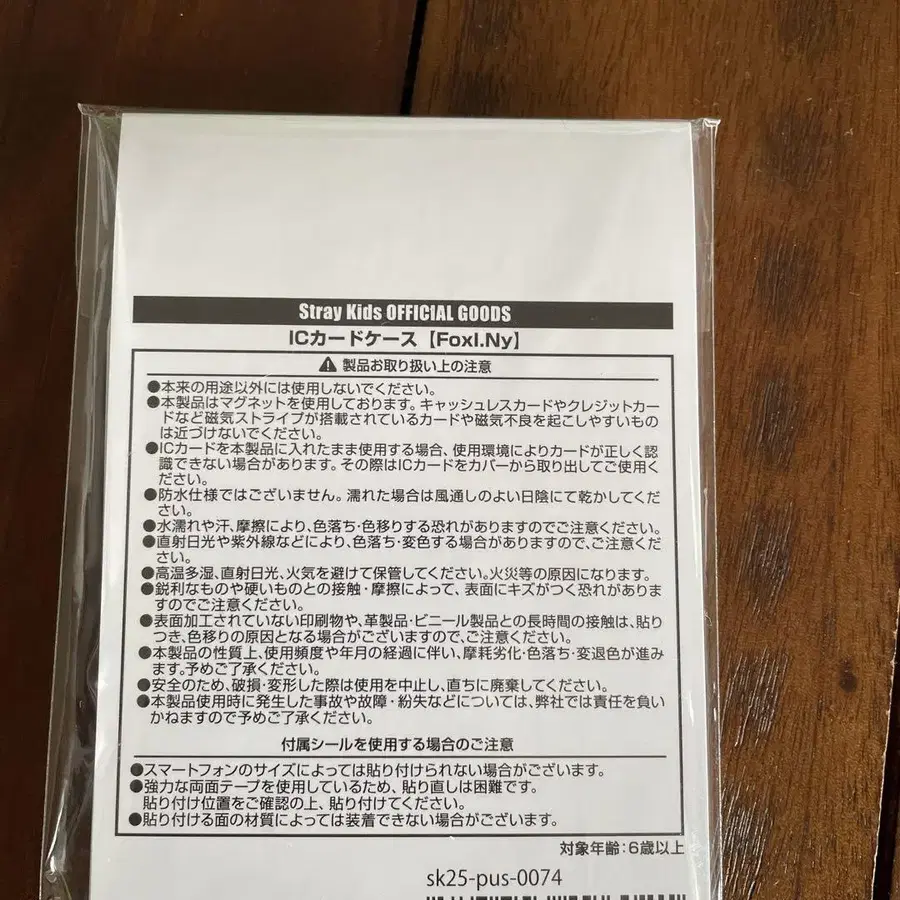 Stray Kids OFFICIAL GOODS
ICカードケース【FoxI.Ny】
⚠ 製品お取り扱い上の注意
●本来の用途以外には使用しないでください。
●本製品はマグネットを使用しております。キャッシュレスカードやクレジットカー
ドなど磁気ストライプが搭載されているカードや磁気不良を起こしやすいもの
は近づけないでください。
●ICカードを本製品に入れたまま使用する場合、使用環境によりカードが正しく認
識できない場合があります。その際はICカードをカバーから取り出してご使用く
ださい。
●防水仕様ではございません。濡れた場合は風通しのよい日陰にて乾かしてくだ
さい。
●水濡れや汗、摩擦により、色落ち・色移りする恐れがありますのでご注意ください。
●直射日光や紫外線などにより、色落ち・変色する場合がありますので、ご注意くだ
さい。
●高温多湿、直射日光、火気を避けて保管してください。火災等の原因になります。
●鋭利なものや硬いものとの接触・摩擦によって、表面にキズがつく恐れがありま
すのでご注意ください。
●表面加工されていない印刷物や、革製品・ビニール製品との長時間の接触は、貼り
つき、色移りの原因となる場合がございますので、ご注意ください。
●本製品の性質上、使用頻度や年月の経過に伴い、摩耗劣化・色落ち・変退色が進み
ます。予めご了承ください。
●安全のため、破損・変形した際は使用を中止し、直ちに廃棄してください。
●本製品使用時に発生した事故や故障・紛失などについては、弊社では責任を負い
かねますので予めご了承ください。
付属シールを使用する場合のご注意
●スマートフォンのサイズによっては貼り付けられない場合がございます。
●強力な両面テープを使用しているため、貼り直しは困難です。
貼り付け位置をご確認の上、貼り付けてください。
●貼り付ける面の材質によっては装着できない場合がございます。
対象年齢：6歳以上
sk25-pus-0074